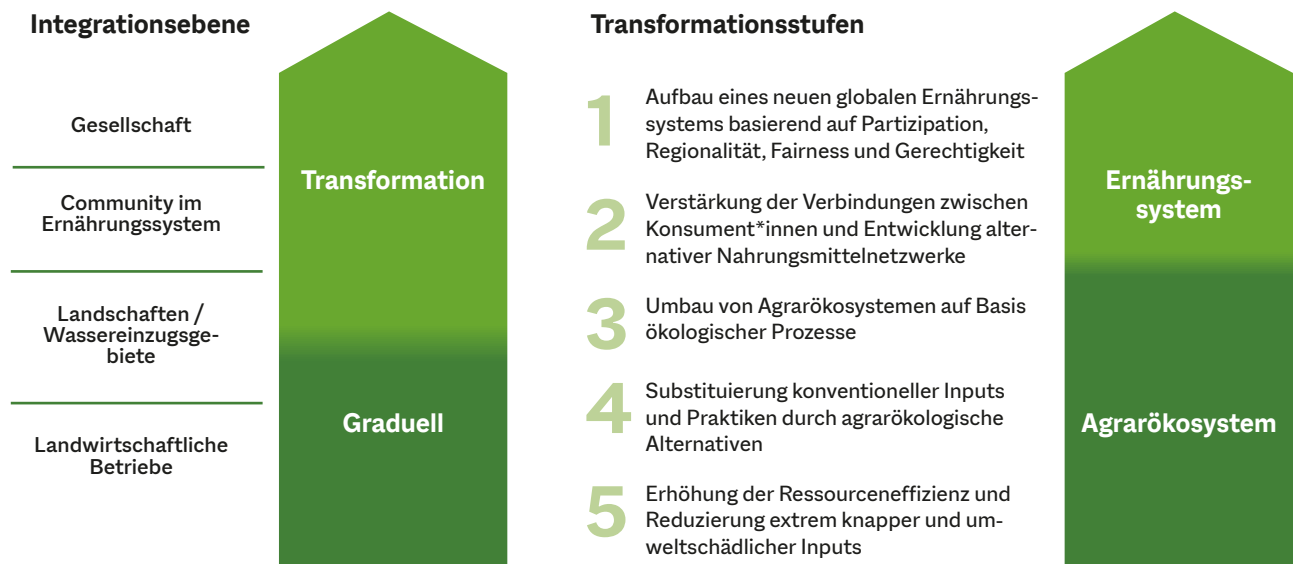 Integrationsebene
Gesellschaft
Community im
Ernährungssystem
Landschaften /
Wassereinzugsge-
biete
Landwirtschaftliche
Betriebe
Transformation
Graduell
Transformationsstufen
1
Aufbau eines neuen globalen Ernährungs-
systems basierend auf Partizipation,
Regionalität, Fairness und Gerechtigkeit
2
Verstärkung der Verbindungen zwischen
Konsument*innen und Entwicklung alter-
nativer Nahrungsmittelnetzwerke
3
Umbau von Agrarökosystemen auf Basis
ökologischer Prozesse
4
Substituierung konventioneller Inputs
und Praktiken durch agrarökologische
Alternativen
5
Erhöhung der Ressourceneffizienz und
Reduzierung extrem knapper und um-
weltschädlicher Inputs
Ernährungs-
system
Agrarökosystem